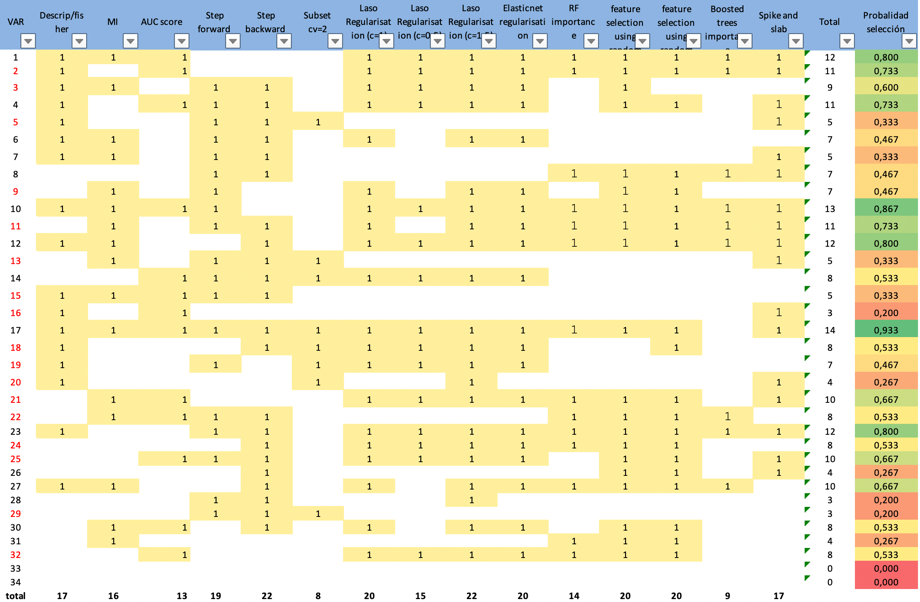 VAR
Descrip/fis
her
MI
AUC score
Step
forward
Step
backward
Subset
cv=2
Laso
Regularisat
Laso
Regularisat
Laso
Regularisat
Elasticnet
regularisati
on
RF
importanc
e
feature
selection
using
feature
selection
using
Boosted
trees
Spike and
slab
Total
Probalidad
selección
1 1 1 1 1 1 1 1 1 1 1 1 1 12 0,800
2 1 1 1 1 1 1 1 1 1 1 1 11 0,733
3 1 1 1 1 1 1 1 1 1 9 0,600
4 1 1 1 1 1 1 1 1 1 1 1 11 0,733
5 1 1 1 1 1 5 0,333
6 1 1 1 1 1 1 1 7 0,467
7 1 1 1 1 1 5 0,333
8 1 1 1 1 1 1 1 7 0,467
9 1 1 1 1 1 1 1 7 0,467
10 1 1 1 1 1 1 1 1 1 1 1 1 1 13 0,867
11 1 1 1 1 1 1 1 1 1 1 1 11 0,733
12 1 1 1 1 1 1 1 1 1 1 1 1 12 0,800
13 1 1 1 1 1 5 0,333
14 1 1 1 1 1 1 1 1 8 0,533
15 1 1 1 1 1 5 0,333
16 1 1 1 3 0,200
17 1 1 1 1 1 1 1 1 1 1 1 1 1 1 14 0,933
18 1 1 1 1 1 1 1 1 8 0,533
19 1 1 1 1 1 1 1 7 0,467
20 1 1 1 1 4 0,267
21 1 1 1 1 1 1 1 1 1 1 10 0,667
22 1 1 1 1 1 1 1 1 8 0,533
23 1 1 1 1 1 1 1 1 1 1 1 1 12 0,800
24 1 1 1 1 1 1 1 1 8 0,533
25 1 1 1 1 1 1 1 1 1 1 10 0,667
26 1 1 1 1 4 0,267
27 1 1 1 1 1 1 1 1 1 1 10 0,667
28 1 1 1 3 0,200
29 1 1 1 3 0,200
30 1 1 1 1 1 1 1 1 8 0,533
31 1 1 1 1 4 0,267
32 1 1 1 1 1 1 1 1 8 0,533
33 0 0,000
34 0 0,000
total 17 16 13 19 22 8 20 15 22 20 14 20 20 9 17